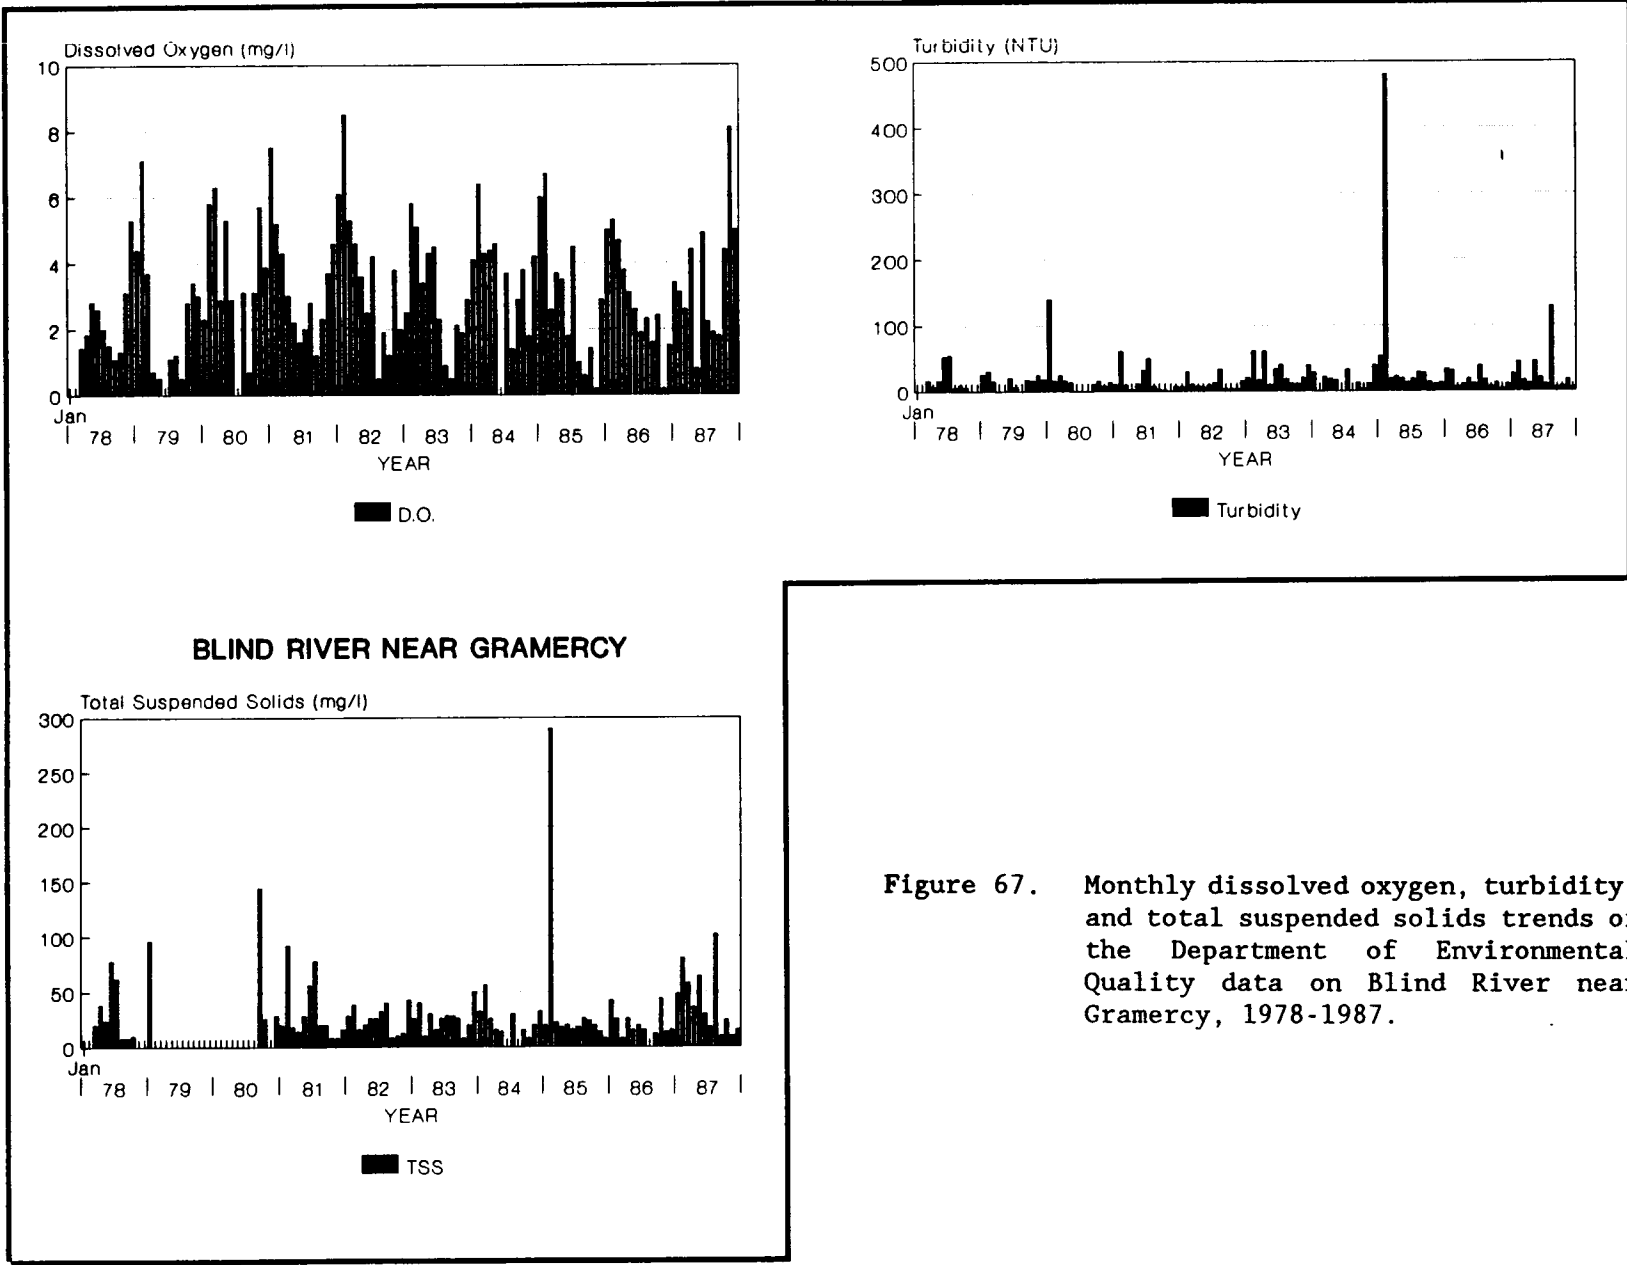 Dissolved Oxygen (mg/l)
10
8
6
4
2
0
Jan
78 79 80 81 82 83 84 85 86 87
YEAR
D.O.
Turbidity (NTU)
500
400
300
200
100
0
Jan
78 79 80 81 82 83 84 85 86 87
YEAR
Turbidity
BLIND RIVER NEAR GRAMERCY
Total Suspended Solids (mg/l)
300
250
200
150
100
50
0
Jan
78 79 80 81 82 83 84 85 86 87
YEAR
TSS
Figure 67. Monthly dissolved oxygen, turbidity
and total suspended solids trends
the Department of
Quality data on Blind River
Gramercy, 1978-1987.